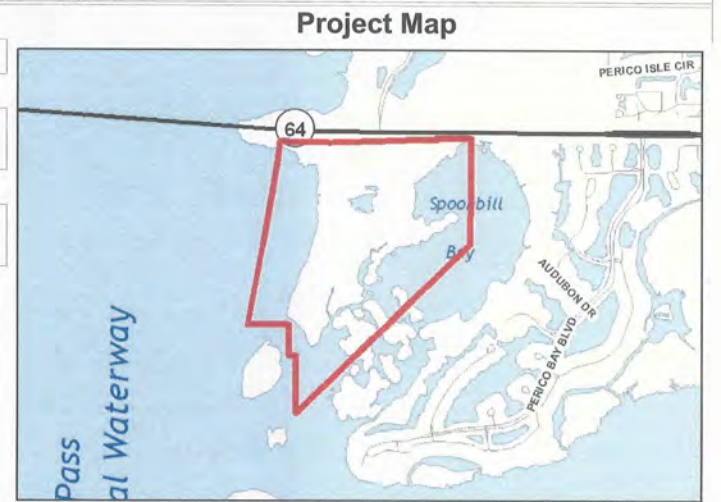 Project Map
PERICO ISLE CIR
64
Spoonbill
Bay
AUDUBON DR
PERICO BAY BLVD
Pass
al Waterway